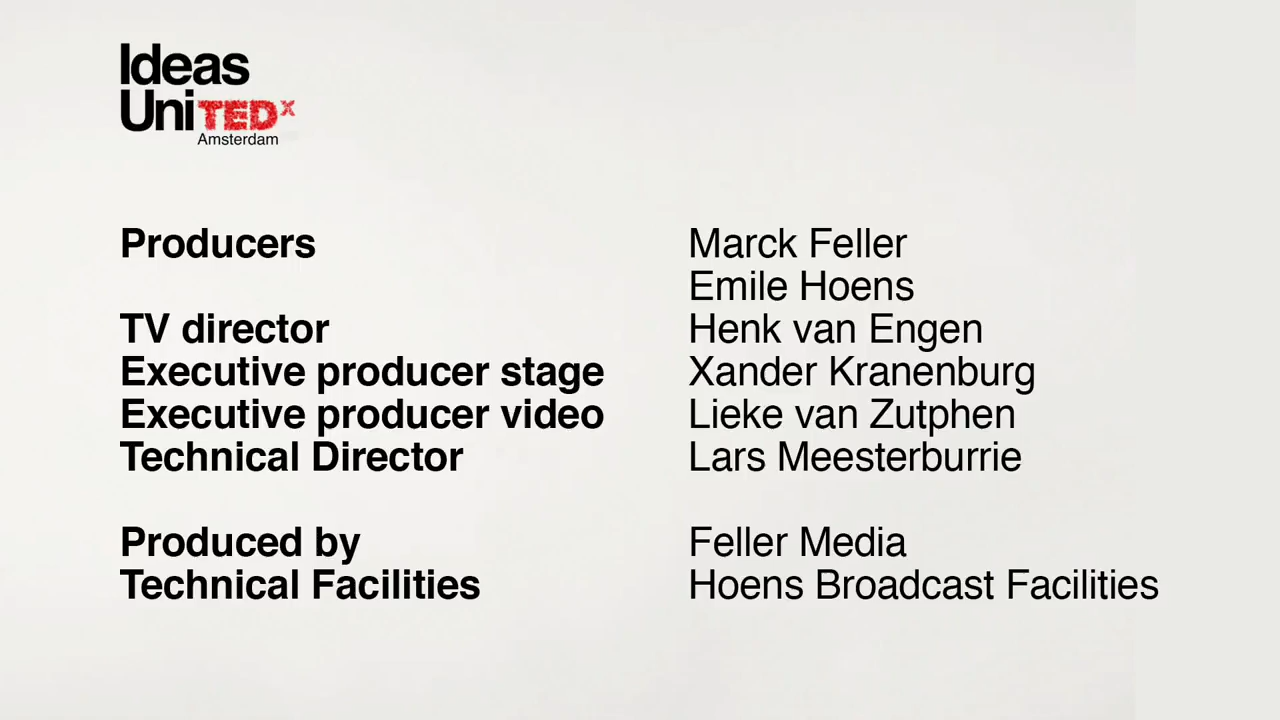 Ideas
UniTEDx
Amsterdam
Producers Marck Feller
Emile Hoens
TV director Henk van Engen
Executive producer stage Xander Kranenburg
Executive producer video Lieke van Zutphen
Technical Director Lars Meesterburrie
Produced by Feller Media
Technical Facilities Hoens Broadcast Facilities